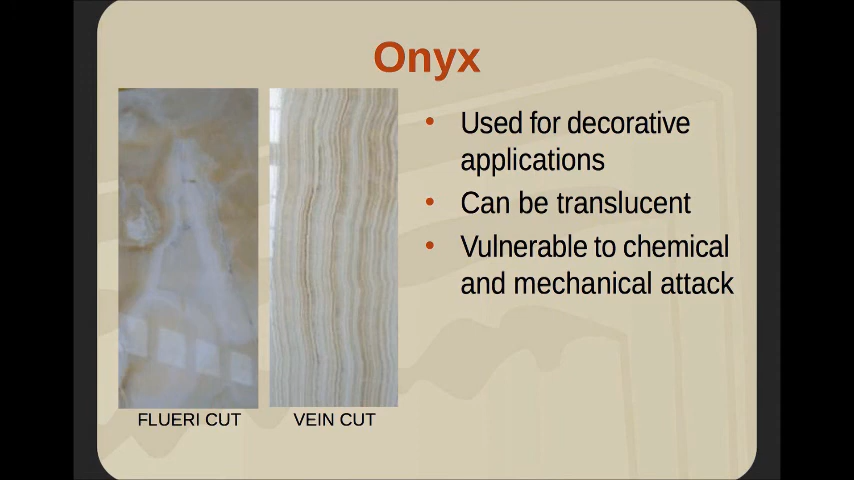 Onyx
• Used for decorative
applications
• Can be translucent
• Vulnerable to chemical
and mechanical attack
FLUERI CUT
VEIN CUT